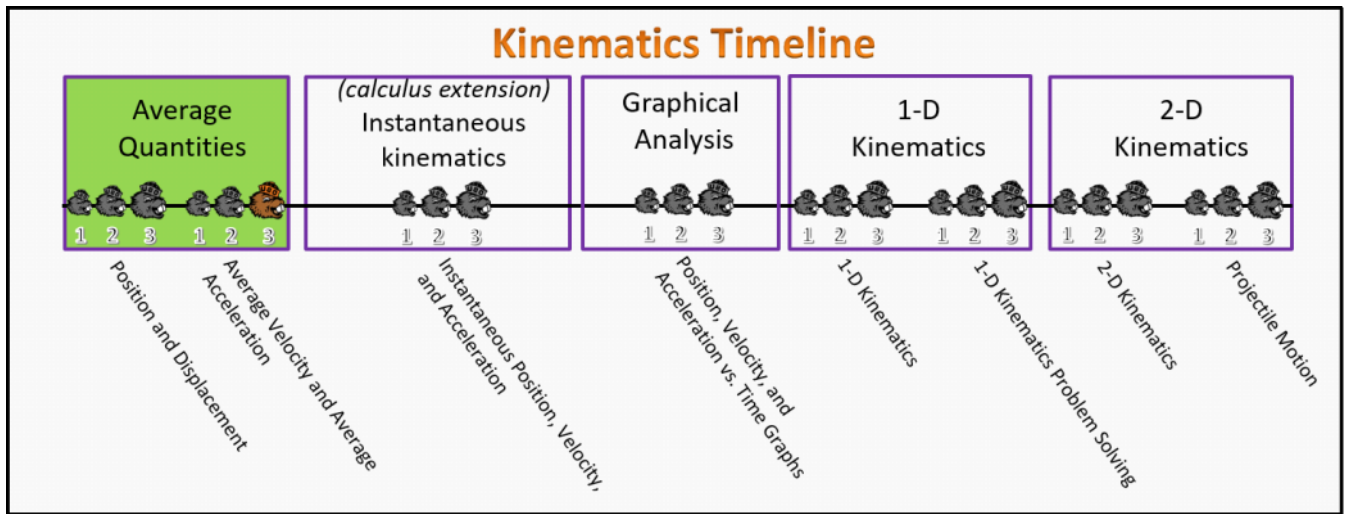 Kinematics Timeline
Average
Quantities
(calculus extension)
Instantaneous
kinematics
Graphical
Analysis
1-D
Kinematics
2-D
Kinematics
1 2 3 1 2 3
1 2 3
1 2 3
1 2 3 1 2 3
1 2 3 1 2 3
Position and Displacement
Average Velocity and Average
Acceleration
Instantaneous Position, Velocity,
and Acceleration
Position, Velocity, and
Acceleration vs. Time Graphs
1-D Kinematics
1-D Kinematics Problem Solving
2-D Kinematics
Projectile Motion